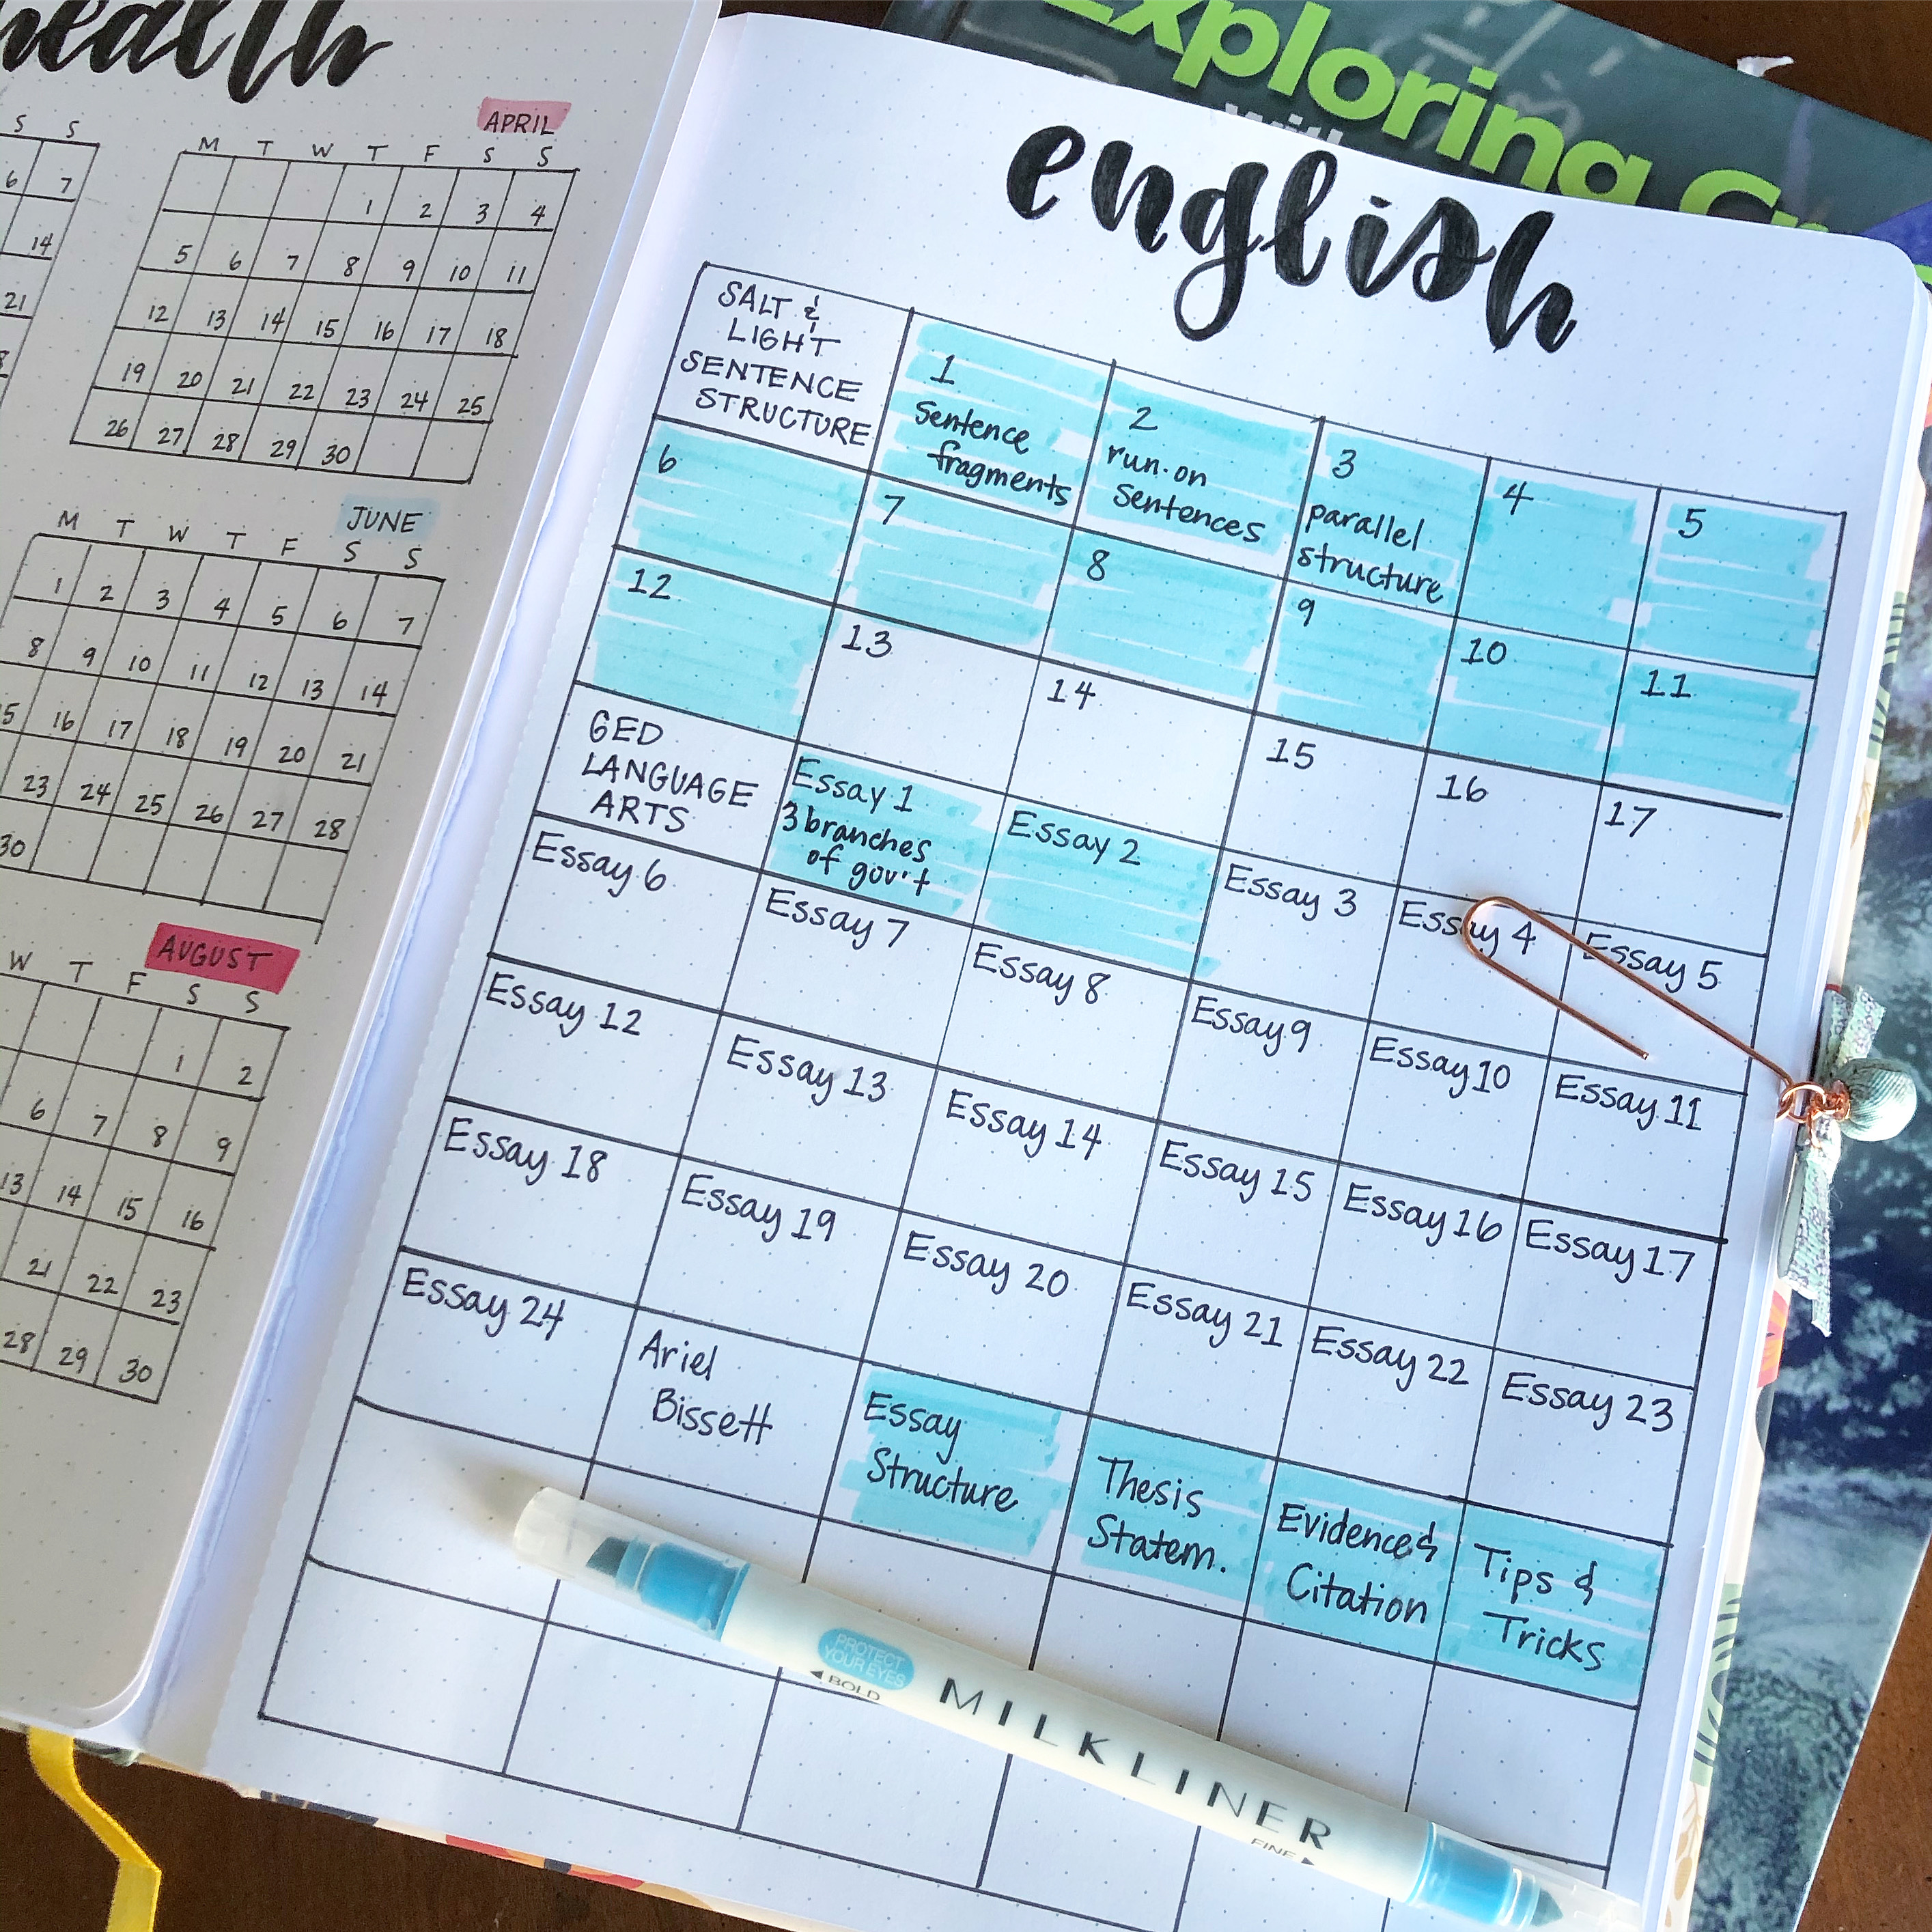 health
S S
6 7
14
21
APRIL
M T W T F S S
1 2 3 4
5 6 7 8 9 10 11
12 13 14 15 16 17 18
19 20 21 22 23 24 25
26 27 28 29 30
JUNE
M T W T F S S
1 2 3 4 5 6 7
8 9 10 11 12 13 14
16 17 18 19 20 21
23 24 25 26 27 28
30
AUGUST
W T F S S
1 2
6 7 8 9
13 14 15 16
21 22 23
28 29 30
Exploring
With
english
SALT &
LIGHT
SENTENCE
STRUCTURE
1
sentence
fragments
2
run-on
sentences
3
parallel
structure
4
5
6
7
8
9
10
11
12
13
14
15
16
17
GED
LANGUAGE
ARTS
Essay 1
3 branches
of gov't
Essay 2
Essay 3
Essay 4
Essay 5
Essay 6
Essay 7
Essay 8
Essay 9
Essay 10
Essay 11
Essay 12
Essay 13
Essay 14
Essay 15
Essay 16
Essay 17
Essay 18
Essay 19
Essay 20
Essay 21
Essay 22
Essay 23
Essay 24
Ariel
Bissett
Essay
Structure
Thesis
Statem.
Evidence &
Citation
Tips &
Tricks
PROTECT
YOUR EYES
BOLD
MILKLINER
FINE